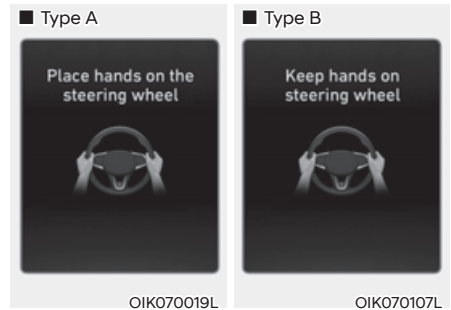 ■ Type A
Place hands on the
steering wheel
OIK070019L
■ Type B
Keep hands on
steering wheel
OIK070107L